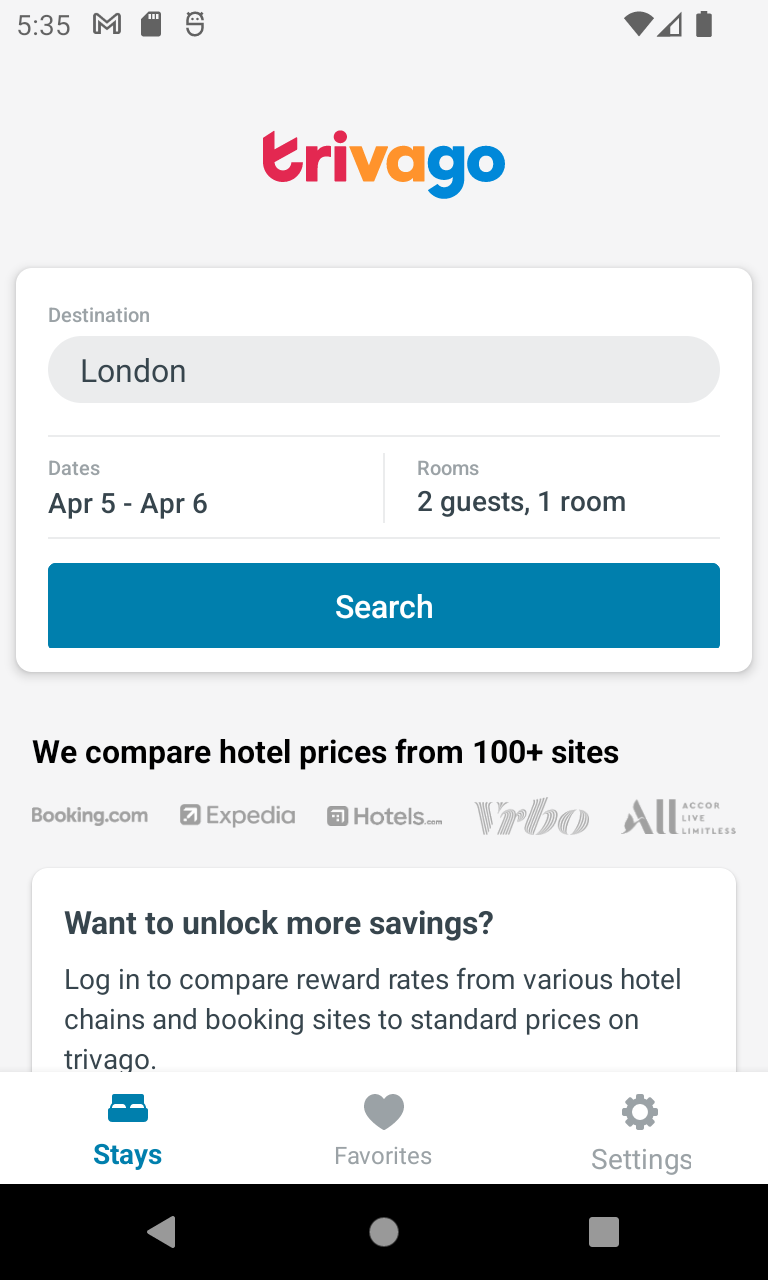 5:35
trivago
Destination
London
Dates
Rooms
Apr 5 - Apr 6
2 guests, 1 room
Search
We compare hotel prices from 100+ sites
Booking.com Expedia Hotels.com Vrbo All ACCOR LIVE LIMITLESS
Want to unlock more savings?
Log in to compare reward rates from various hotel
chains and booking sites to standard prices on
trivago.
Stays
Favorites
Settings